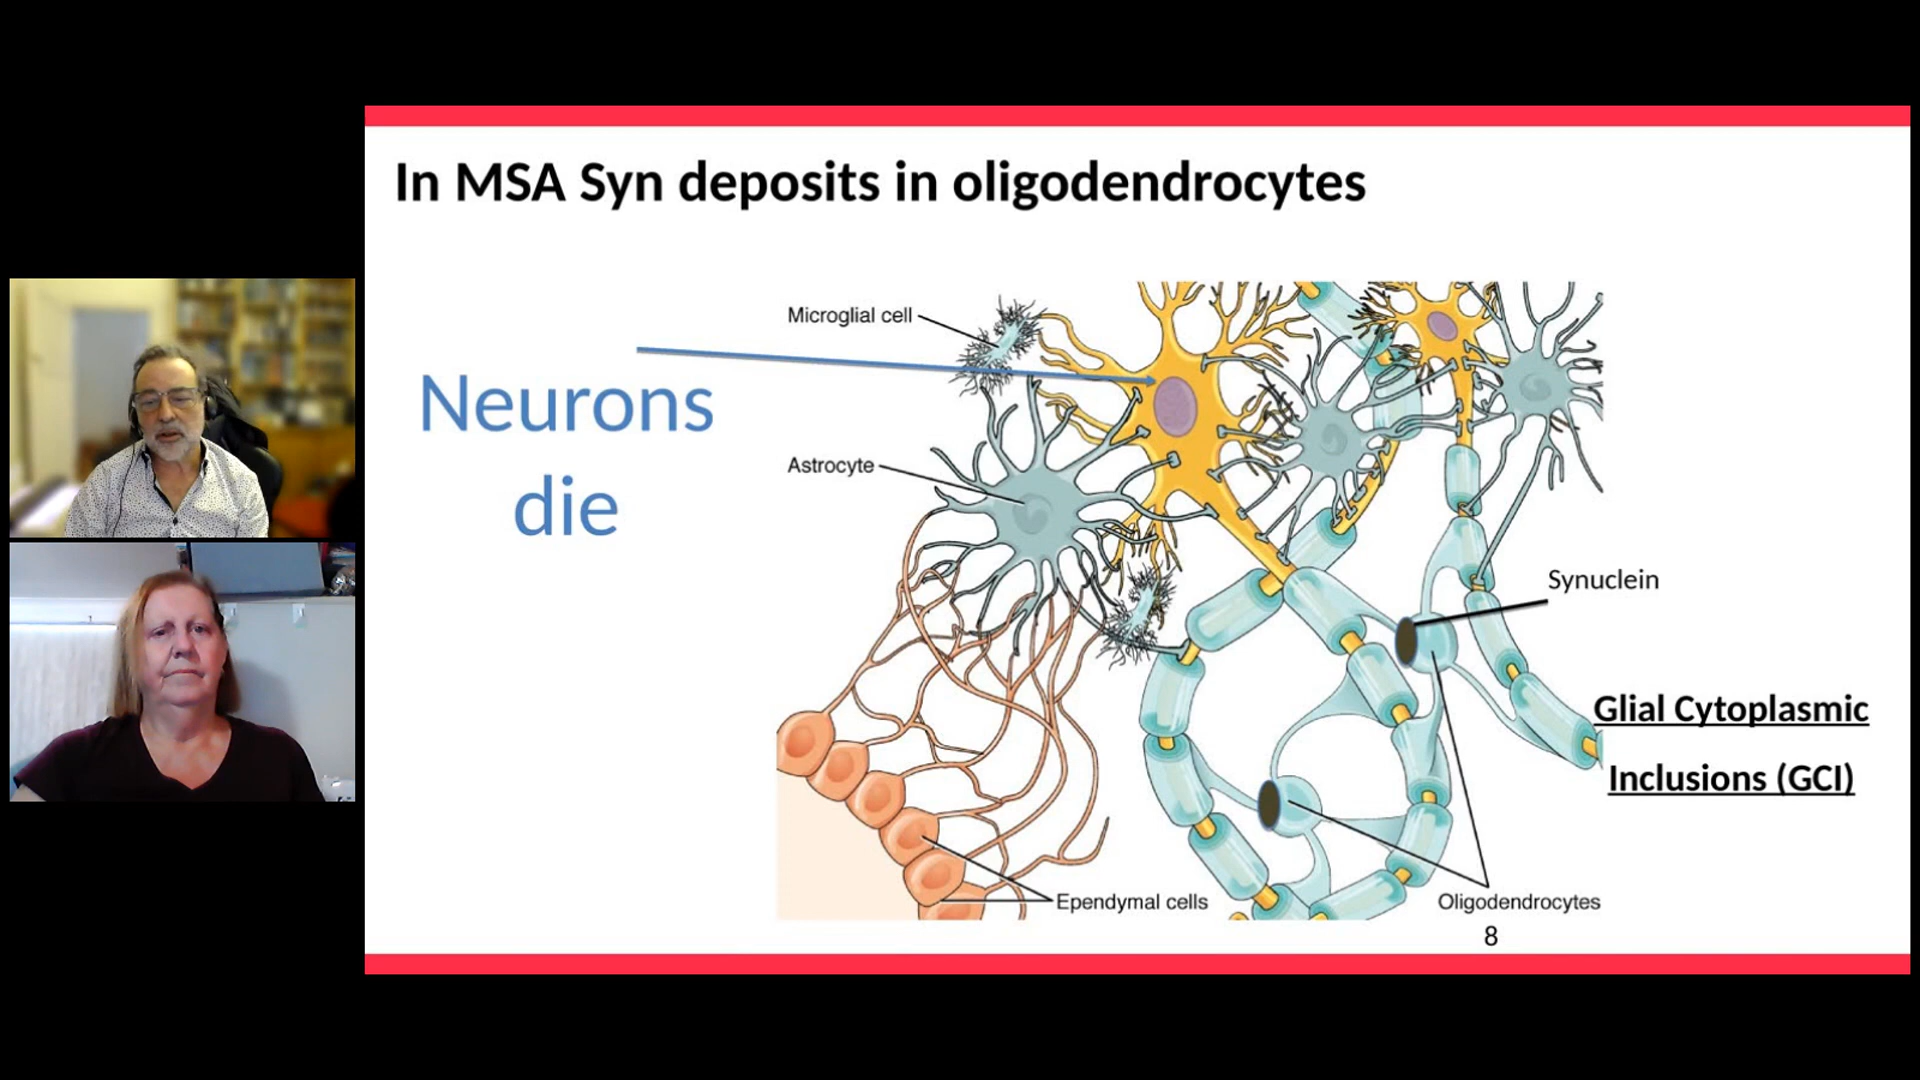 In MSA Syn deposits in oligodendrocytes
Microglial cell
Neurons
die
Astrocyte
Synuclein
Glial Cytoplasmic
Inclusions (GCI)
Ependymal cells
Oligodendrocytes
8